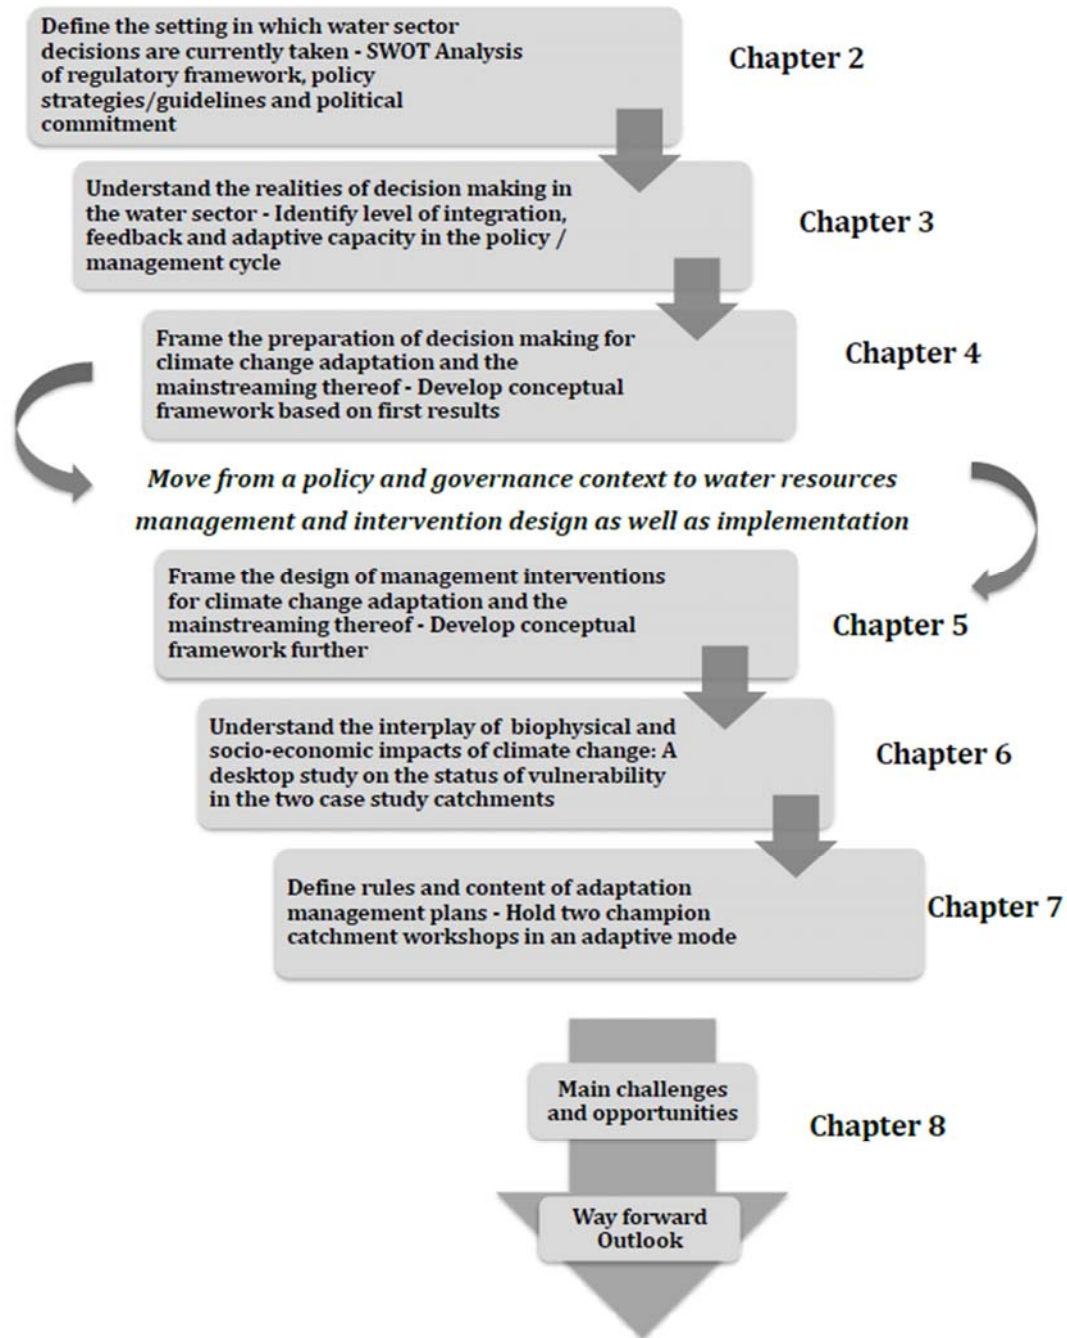 Define the setting in which water sector
decisions are currently taken - SWOT Analysis
of regulatory framework, policy
strategies/guidelines and political
commitment
Chapter 2
Understand the realities of decision making in
the water sector - Identify level of integration,
feedback and adaptive capacity in the policy /
management cycle
Chapter 3
Frame the preparation of decision making for
climate change adaptation and the
mainstreaming thereof - Develop conceptual
framework based on first results
Chapter 4
Move from a policy and governance context to water resources
management and intervention design as well as implementation
Frame the design of management interventions
for climate change adaptation and the
mainstreaming thereof - Develop conceptual
framework further
Chapter 5
Understand the interplay of biophysical and
socio-economic impacts of climate change: A
desktop study on the status of vulnerability
in the two case study catchments
Chapter 6
Define rules and content of adaptation
management plans - Hold two champion
catchment workshops in an adaptive mode
Chapter 7
Main challenges
and opportunities
Chapter 8
Way forward
Outlook